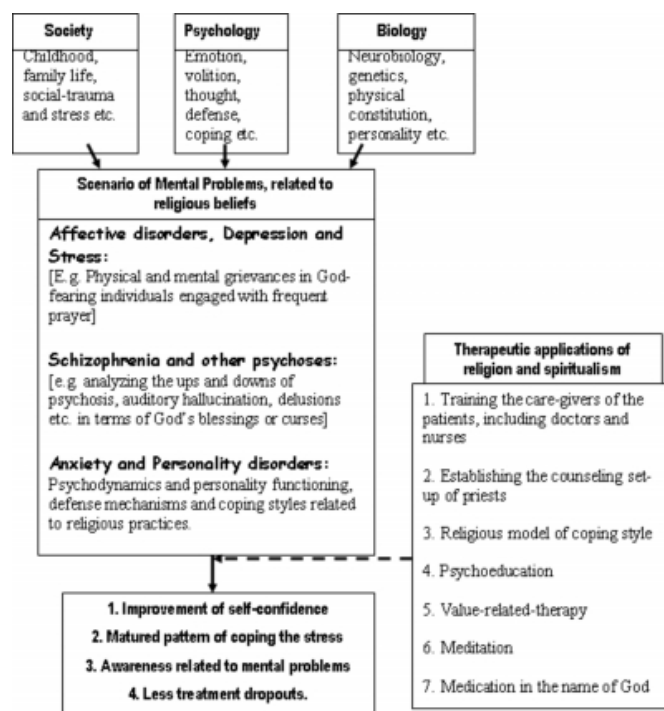 Society
Childhood,
family life,
social-trauma
and stress etc.
Psychology
Emotion,
volition,
thought,
defense,
coping etc.
Biology
Neurobiology,
genetics,
physical
constitution,
personality etc.
Scenario of Mental Problems, related to
religious beliefs
Affective disorders, Depression and
Stress:
[E.g. Physical and mental grievances in God-
fearing individuals engaged with frequent
prayer]
Schizophrenia and other psychoses:
[e.g. analyzing the ups and downs of
psychosis, auditory hallucination, delusions
etc. in terms of God's blessings or curses]
Anxiety and Personality disorders:
Psychodynamics and personality functioning,
defense mechanisms and coping styles related
to religious practices.
Therapeutic applications of
religion and spiritualism
1. Training the care-givers of the
patients, including doctors and
nurses
2. Establishing the counseling set-
up of priests
3. Religious model of coping style
4. Psychoeducation
5. Value-related-therapy
6. Meditation
7. Medication in the name of God
1. Improvement of self-confidence
2. Matured pattern of coping the stress
3. Awareness related to mental problems
4. Less treatment dropouts.